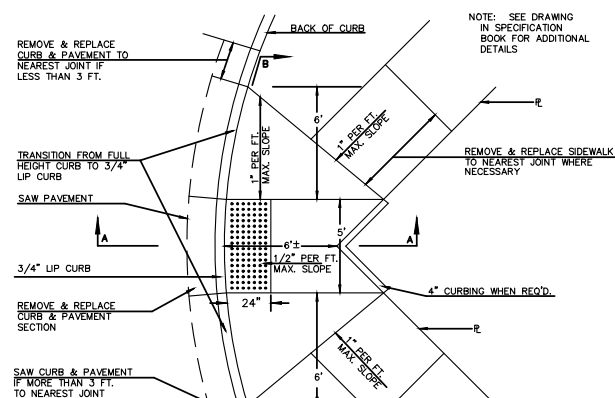 BACK OF CURB
NOTE: SEE DRAWING
IN SPECIFICATION
BOOK FOR ADDITIONAL
DETAILS
REMOVE & REPLACE
CURB & PAVEMENT TO
NEAREST JOINT IF
LESS THAN 3 FT.
B
6'
1" PER FT.
MAX. SLOPE
1" PER FT.
MAX. SLOPE
PL
REMOVE & REPLACE SIDEWALK
TO NEAREST JOINT WHERE
NECESSARY
TRANSITION FROM FULL
HEIGHT CURB TO 3/4"
LIP CURB
SAW PAVEMENT
A
6'±
5'
A
1/2" PER FT.
MAX. SLOPE
3/4" LIP CURB
24"
4" CURBING WHEN REQ'D.
REMOVE & REPLACE
CURB & PAVEMENT
SECTION
PL
1" PER FT.
MAX. SLOPE
6'
SAW CURB & PAVEMENT
IF MORE THAN 3 FT.
TO NEAREST JOINT